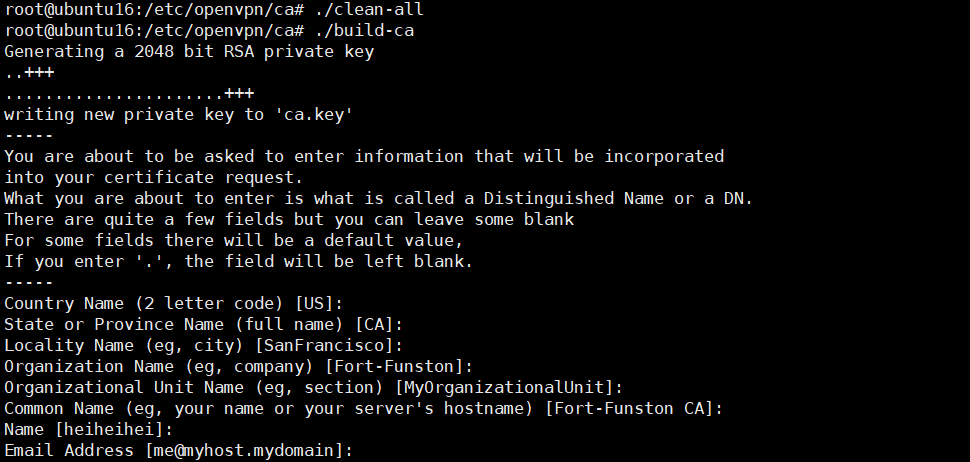 root@ubuntu16:/etc/openvpn/ca# ./clean-all
root@ubuntu16:/etc/openvpn/ca# ./build-ca
Generating a 2048 bit RSA private key
..+++
......................+++
writing new private key to 'ca.key'
-----
You are about to be asked to enter information that will be incorporated
into your certificate request.
What you are about to enter is what is called a Distinguished Name or a DN.
There are quite a few fields but you can leave some blank
For some fields there will be a default value,
If you enter '.', the field will be left blank.
-----
Country Name (2 letter code) [US]:
State or Province Name (full name) [CA]:
Locality Name (eg, city) [SanFrancisco]:
Organization Name (eg, company) [Fort-Funston]:
Organizational Unit Name (eg, section) [MyOrganizationalUnit]:
Common Name (eg, your name or your server's hostname) [Fort-Funston CA]:
Name [heiheihei]:
Email Address [me@myhost.mydomain]: